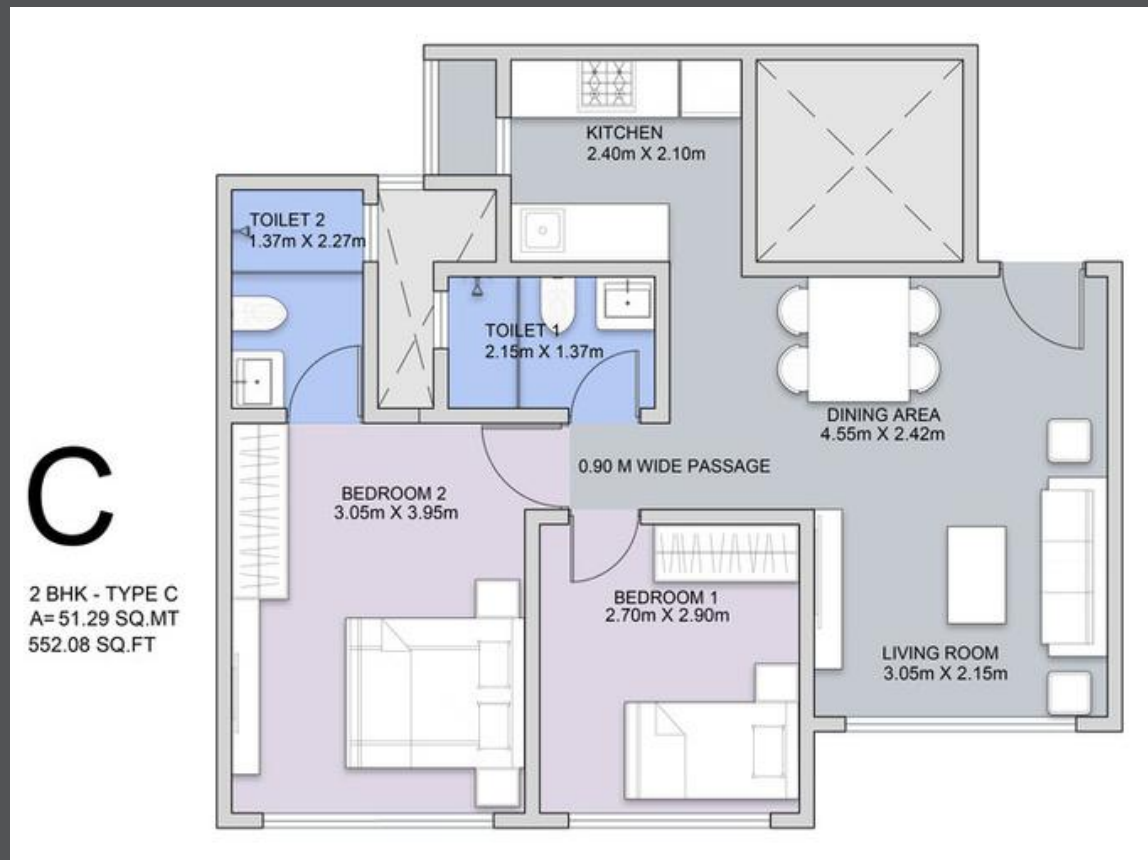 KITCHEN
2.40m X 2.10m
TOILET 2
1.37m X 2.27m
TOILET 1
2.15m X 1.37m
DINING AREA
4.55m X 2.42m
0.90 M WIDE PASSAGE
BEDROOM 2
3.05m X 3.95m
C
2 BHK - TYPE C
A= 51.29 SQ.MT
552.08 SQ.FT
BEDROOM 1
2.70m X 2.90m
LIVING ROOM
3.05m X 2.15m